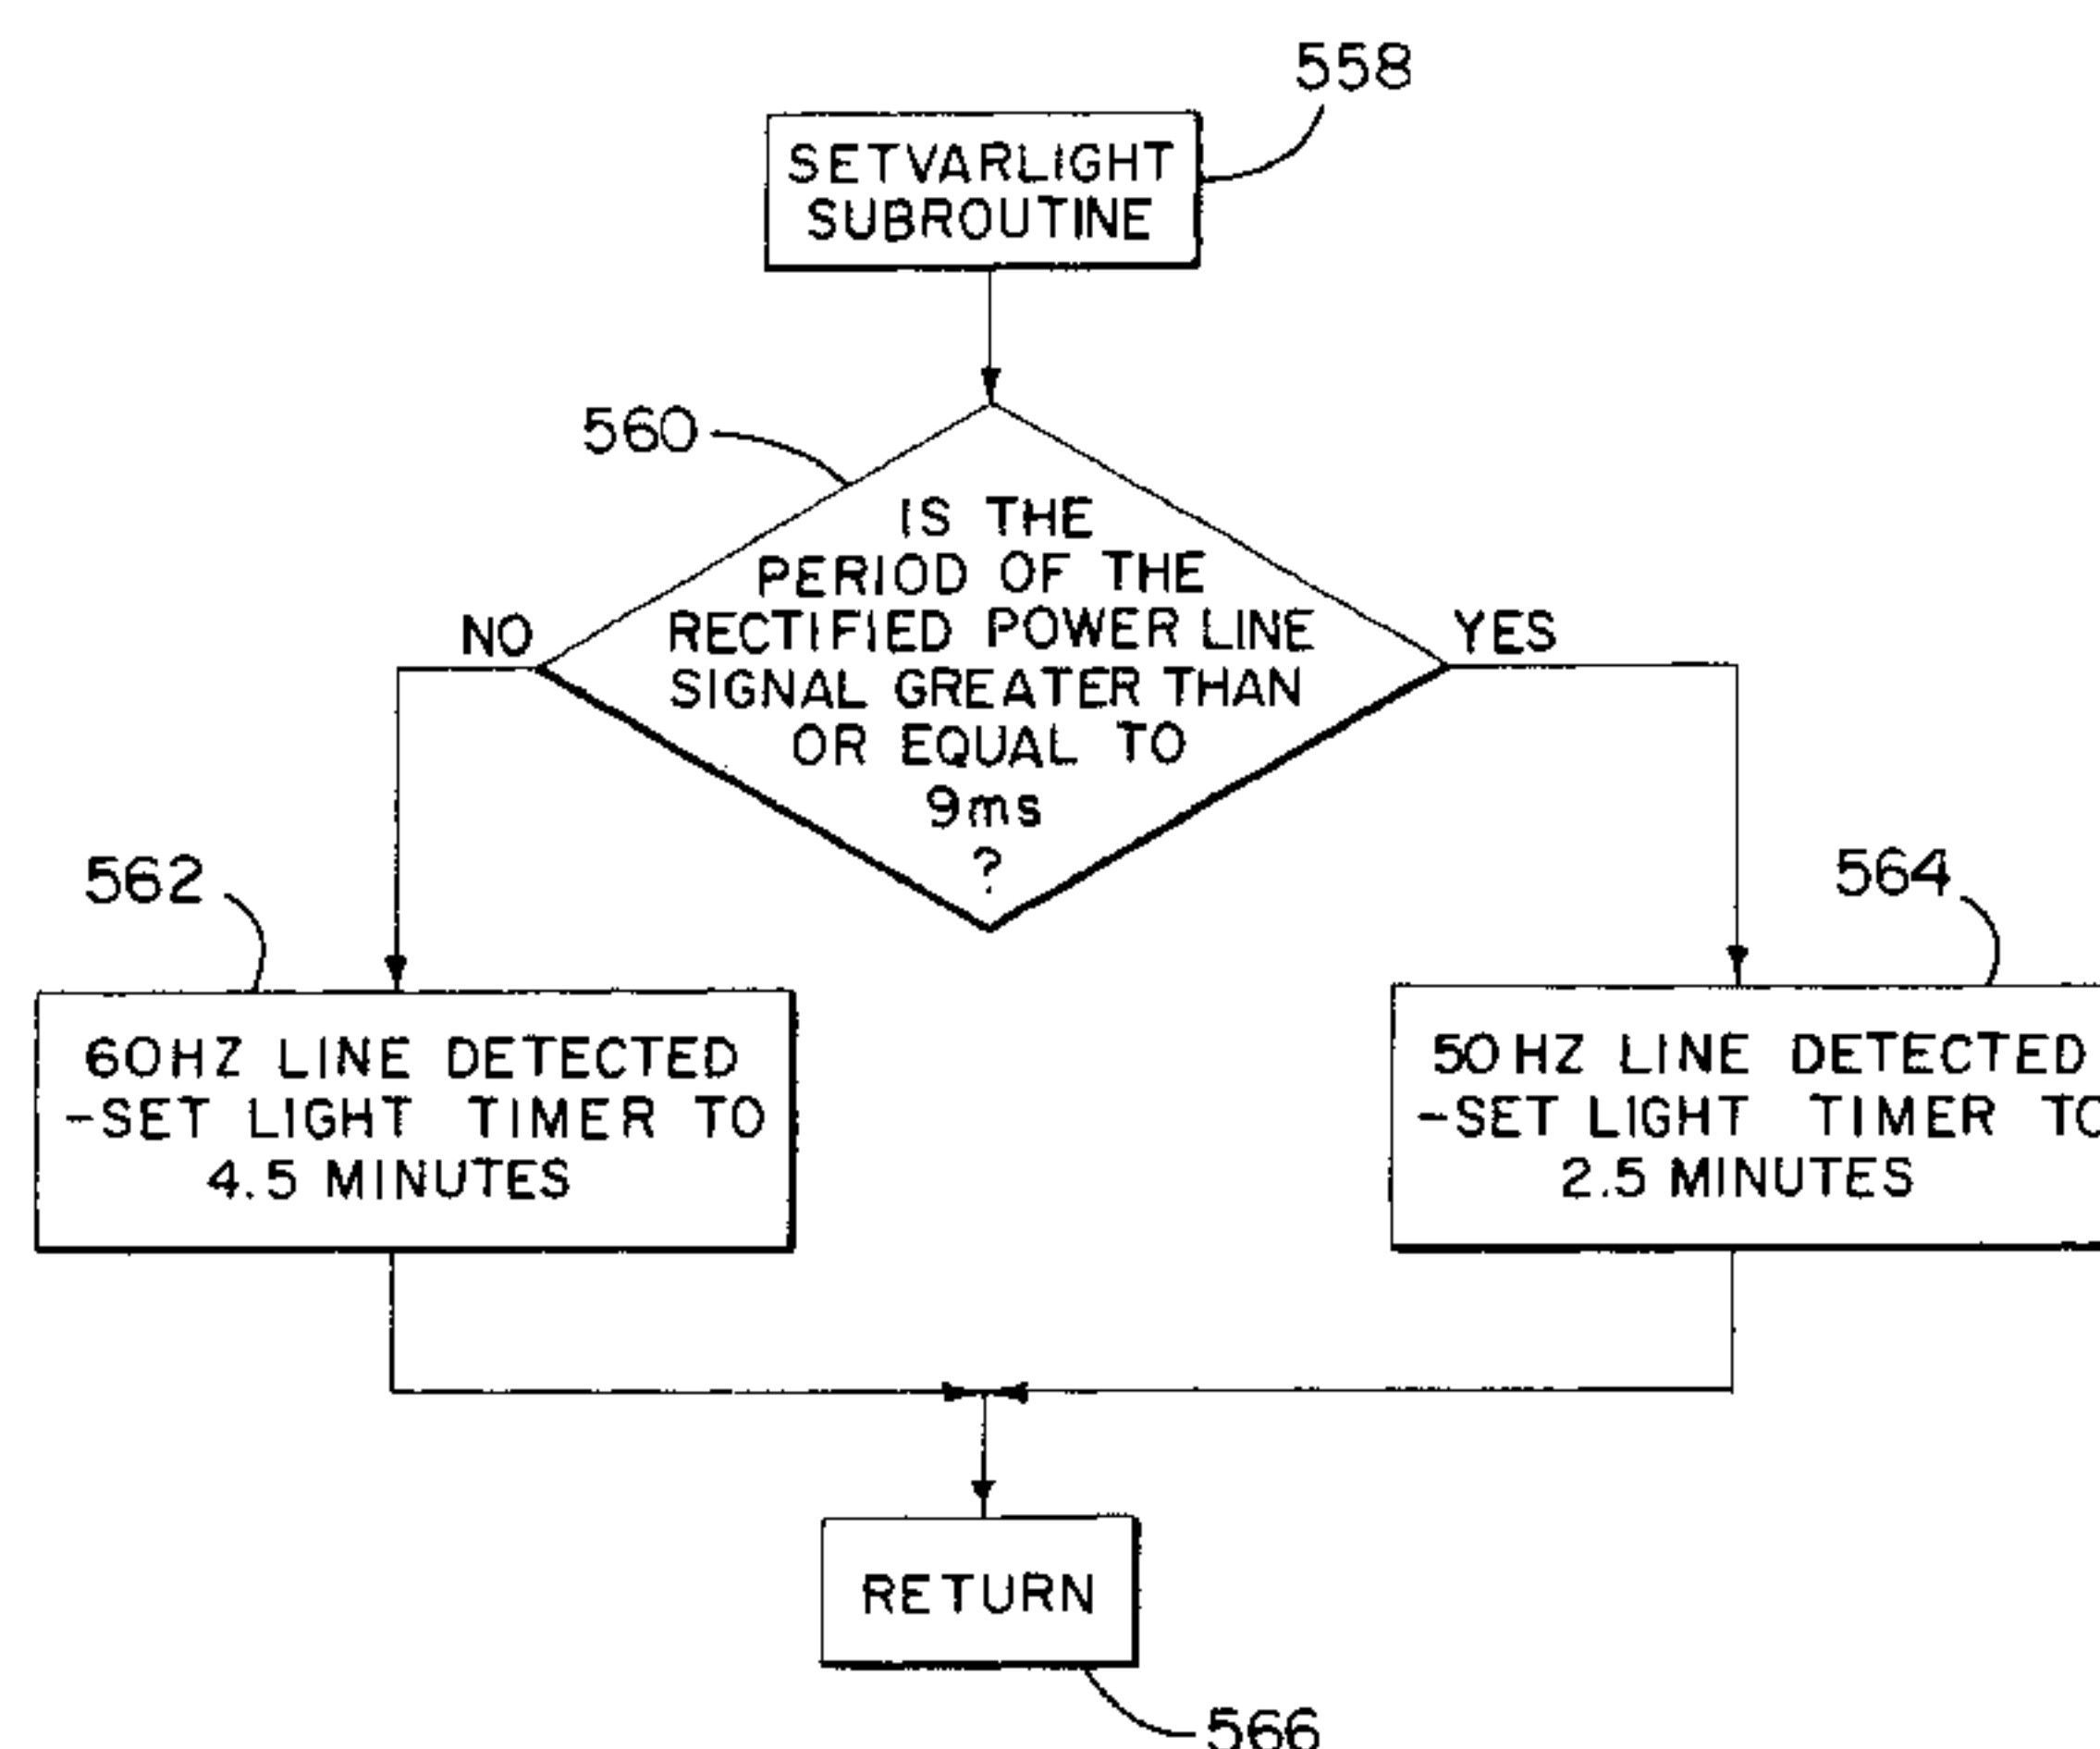 558
SETVARLIGHT
SUBROUTINE
560
IS THE
PERIOD OF THE
RECTIFIED POWER LINE
SIGNAL GREATER THAN
OR EQUAL TO
9ms
?
NO
YES
562
60HZ LINE DETECTED
-SET LIGHT TIMER TO
4.5 MINUTES
564
50HZ LINE DETECTED
-SET LIGHT TIMER TO
2.5 MINUTES
RETURN
566